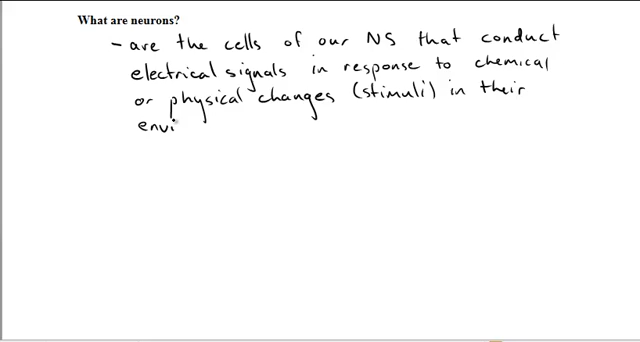 What are neurons?
- are the cells of our NS that conduct
electrical signals in response to chemical
or physical changes (stimuli) in their
envi